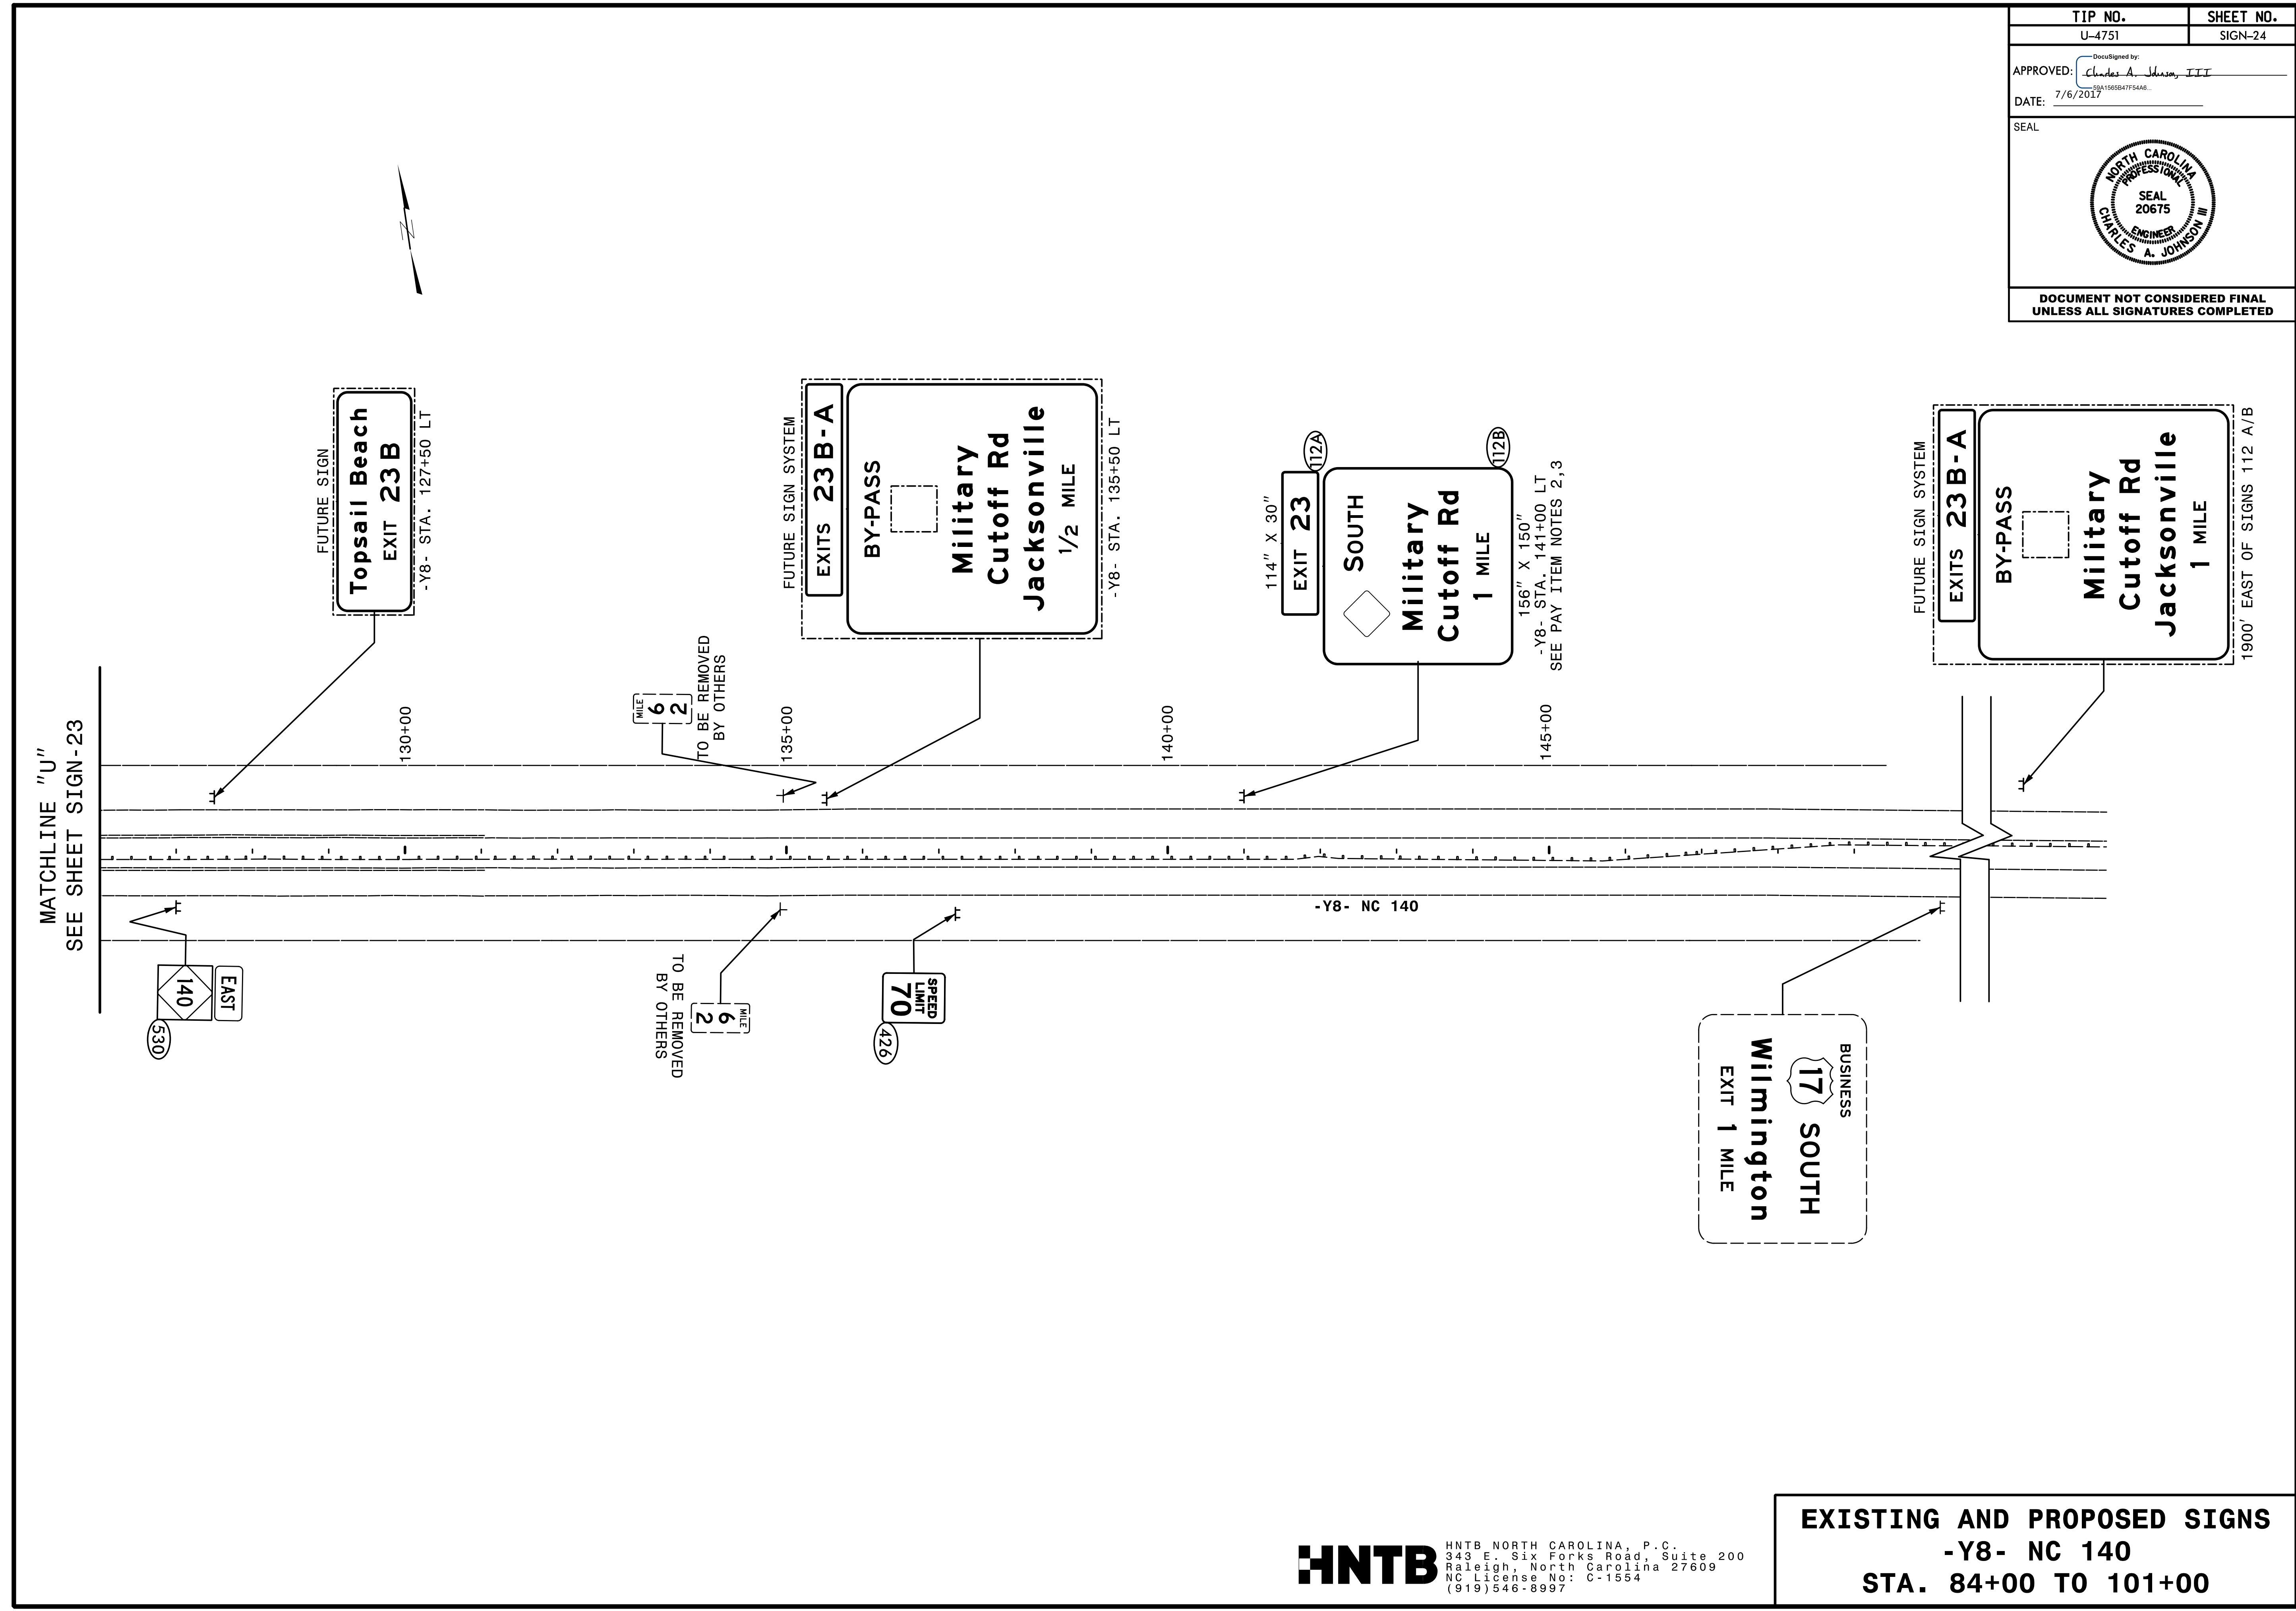 TIP NO.
SHEET NO.
U-4751
SIGN-24
DocuSigned by:
APPROVED: Charles A. Johnson, III
59A1565B47F54A6...
DATE: 7/6/2017
SEAL
NORTH CAROLINA
PROFESSIONAL
SEAL
20675
ENGINEER
CHARLES A. JOHNSON III
DOCUMENT NOT CONSIDERED FINAL
UNLESS ALL SIGNATURES COMPLETED
N
MATCHLINE "U"
SEE SHEET SIGN-23
FUTURE SIGN
Topsail Beach
EXIT 23B
-Y8- STA. 127+50 LT
FUTURE SIGN SYSTEM
EXITS 23B-A
BY-PASS
Military
Cutoff Rd
Jacksonville
1/2 MILE
-Y8- STA. 135+50 LT
114" X 30"
EXIT 23
112A
SOUTH
Military
Cutoff Rd
1 MILE
112B
156" X 150"
-Y8- STA. 141+00 LT
SEE PAY ITEM NOTES 2,3
FUTURE SIGN SYSTEM
EXITS 23B-A
BY-PASS
Military
Cutoff Rd
Jacksonville
1 MILE
1900' EAST OF SIGNS 112 A/B
MILE
6
2
TO BE REMOVED
BY OTHERS
130+00
135+00
140+00
145+00
-Y8- NC 140
EAST
140
530
TO BE REMOVED
BY OTHERS
MILE
6
2
SPEED
LIMIT
70
426
BUSINESS
17 SOUTH
Wilmington
EXIT 1 MILE
HNTB
HNTB NORTH CAROLINA, P.C.
343 E. Six Forks Road, Suite 200
Raleigh, North Carolina 27609
NC License No: C-1554
(919)546-8997
EXISTING AND PROPOSED SIGNS
-Y8- NC 140
STA. 84+00 TO 101+00